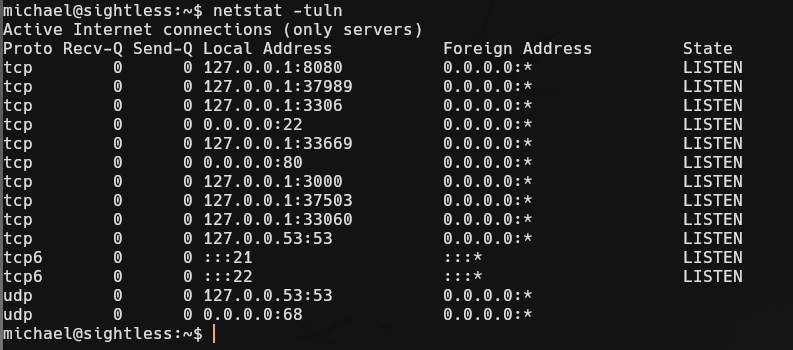 michael@sightless:~$ netstat -tuln
Active Internet connections (only servers)
Proto Recv-Q Send-Q Local Address           Foreign Address         State
tcp        0      0 127.0.0.1:8080          0.0.0.0:*               LISTEN
tcp        0      0 127.0.0.1:37989         0.0.0.0:*               LISTEN
tcp        0      0 127.0.0.1:3306          0.0.0.0:*               LISTEN
tcp        0      0 0.0.0.0:22              0.0.0.0:*               LISTEN
tcp        0      0 127.0.0.1:33669         0.0.0.0:*               LISTEN
tcp        0      0 0.0.0.0:80              0.0.0.0:*               LISTEN
tcp        0      0 127.0.0.1:3000          0.0.0.0:*               LISTEN
tcp        0      0 127.0.0.1:37503         0.0.0.0:*               LISTEN
tcp        0      0 127.0.0.1:33060         0.0.0.0:*               LISTEN
tcp        0      0 127.0.0.53:53           0.0.0.0:*               LISTEN
tcp6       0      0 :::21                   :::*                    LISTEN
tcp6       0      0 :::22                   :::*                    LISTEN
udp        0      0 127.0.0.53:53           0.0.0.0:*
udp        0      0 0.0.0.0:68              0.0.0.0:*
michael@sightless:~$